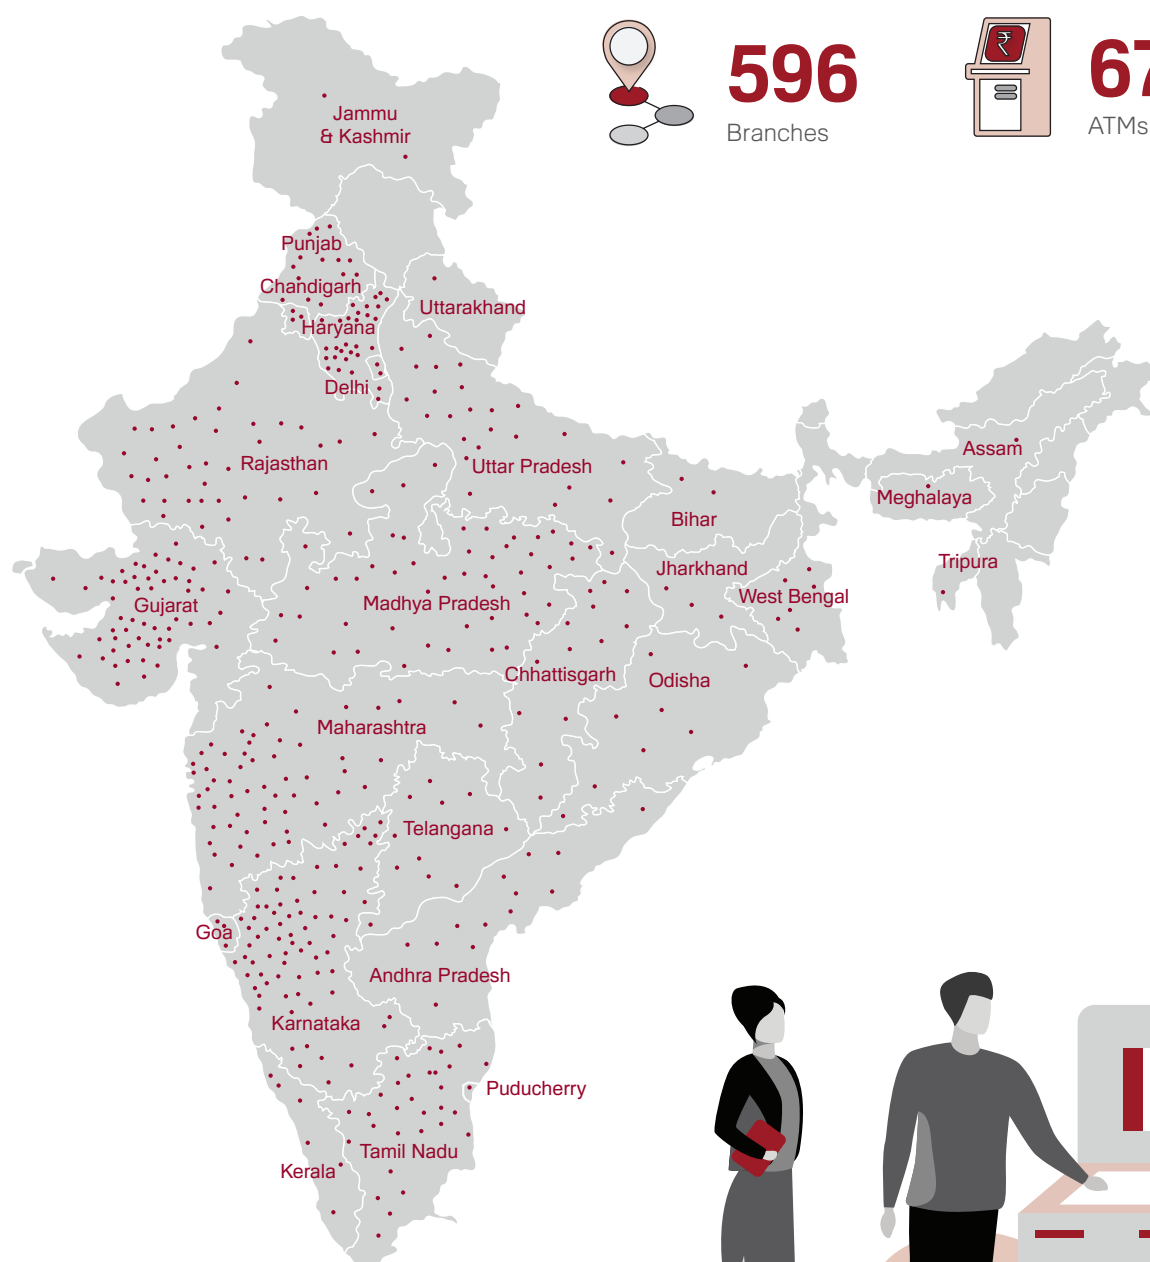 596
Branches
ATMs
Jammu
& Kashmir
Punjab
Chandigarh
Uttarakhand
Haryana
Delhi
Rajasthan
Uttar Pradesh
Assam
Meghalaya
Bihar
Tripura
Jharkhand
West Bengal
Gujarat
Madhya Pradesh
Chhattisgarh
Odisha
Maharashtra
Telangana
Goa
Andhra Pradesh
Karnataka
Puducherry
Tamil Nadu
Kerala